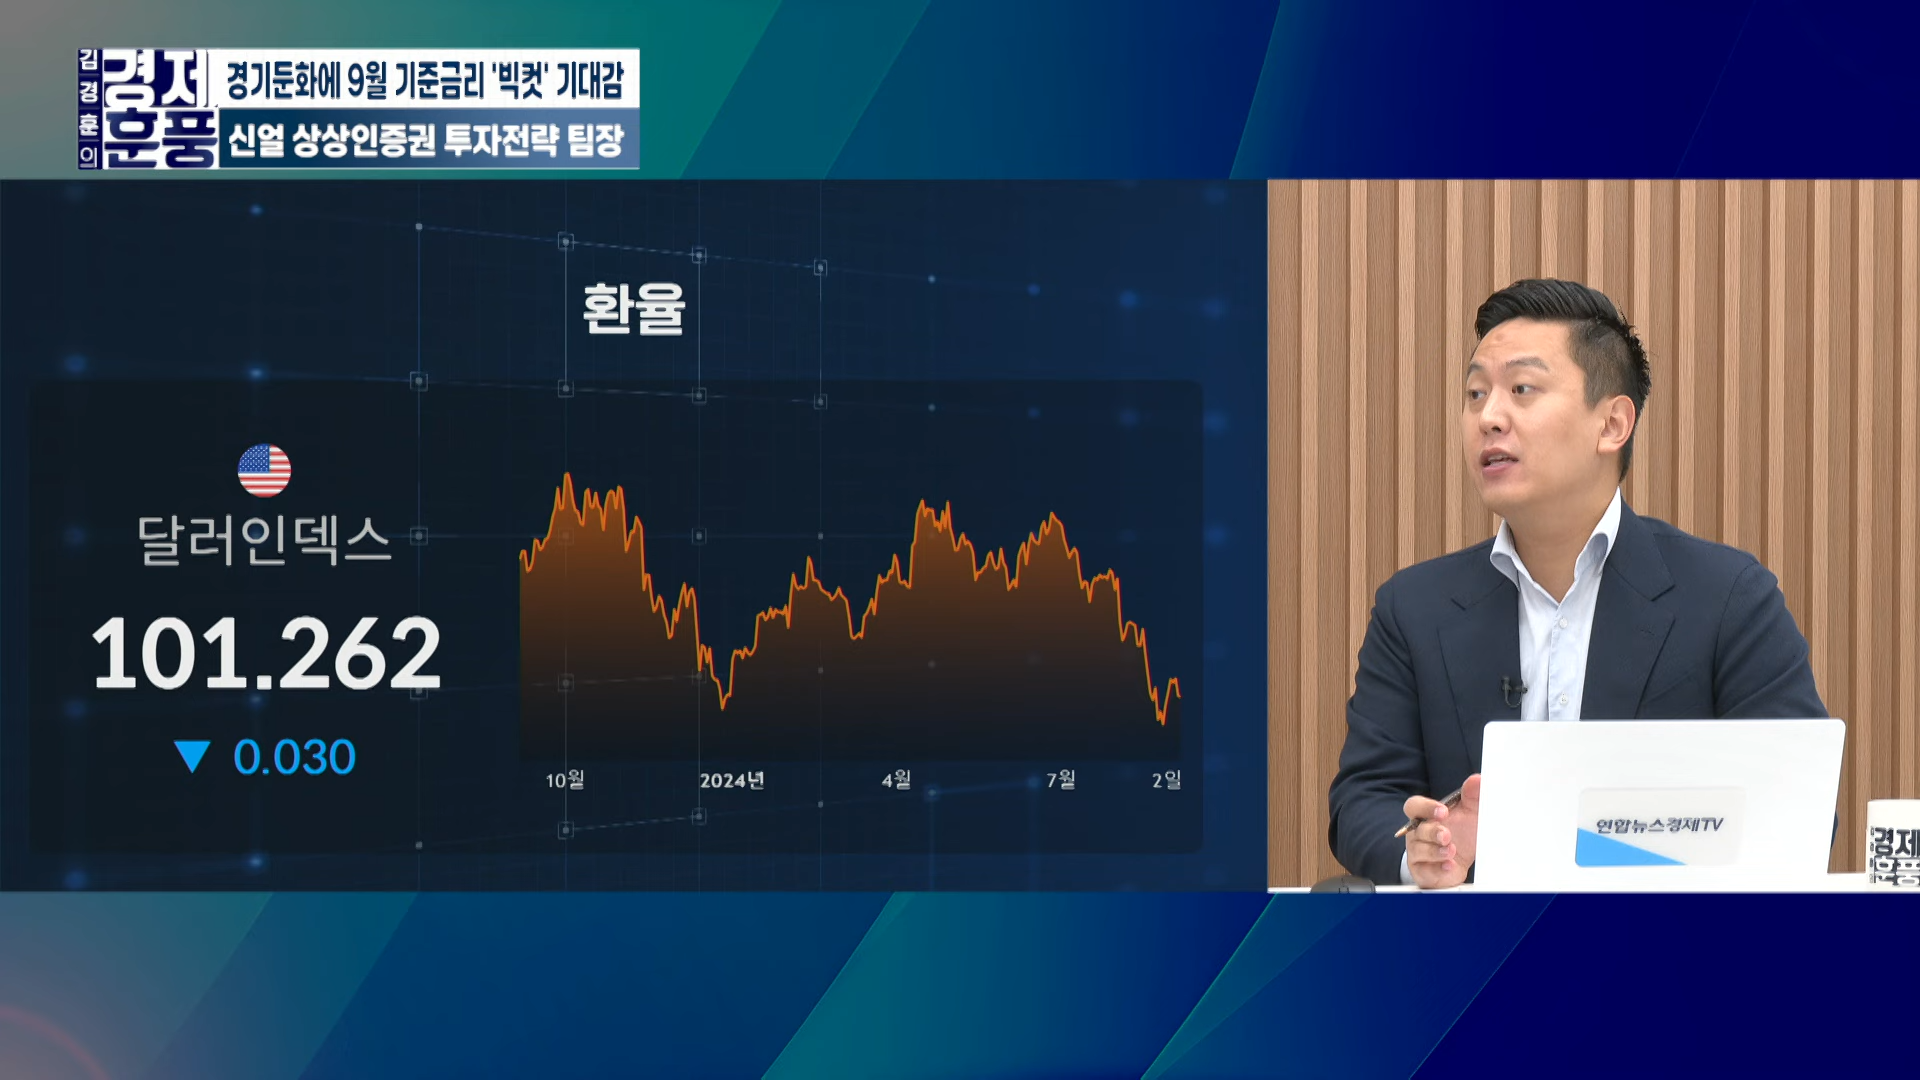 김경훈의
경제
훈풍
경기둔화에 9월 기준금리 '빅컷' 기대감
신얼 상상인증권 투자전략 팀장
환율
달러인덱스
101.262
▼ 0.030
10월 2024년 4월 7월 2일
연합뉴스경제TV
경제
훈풍